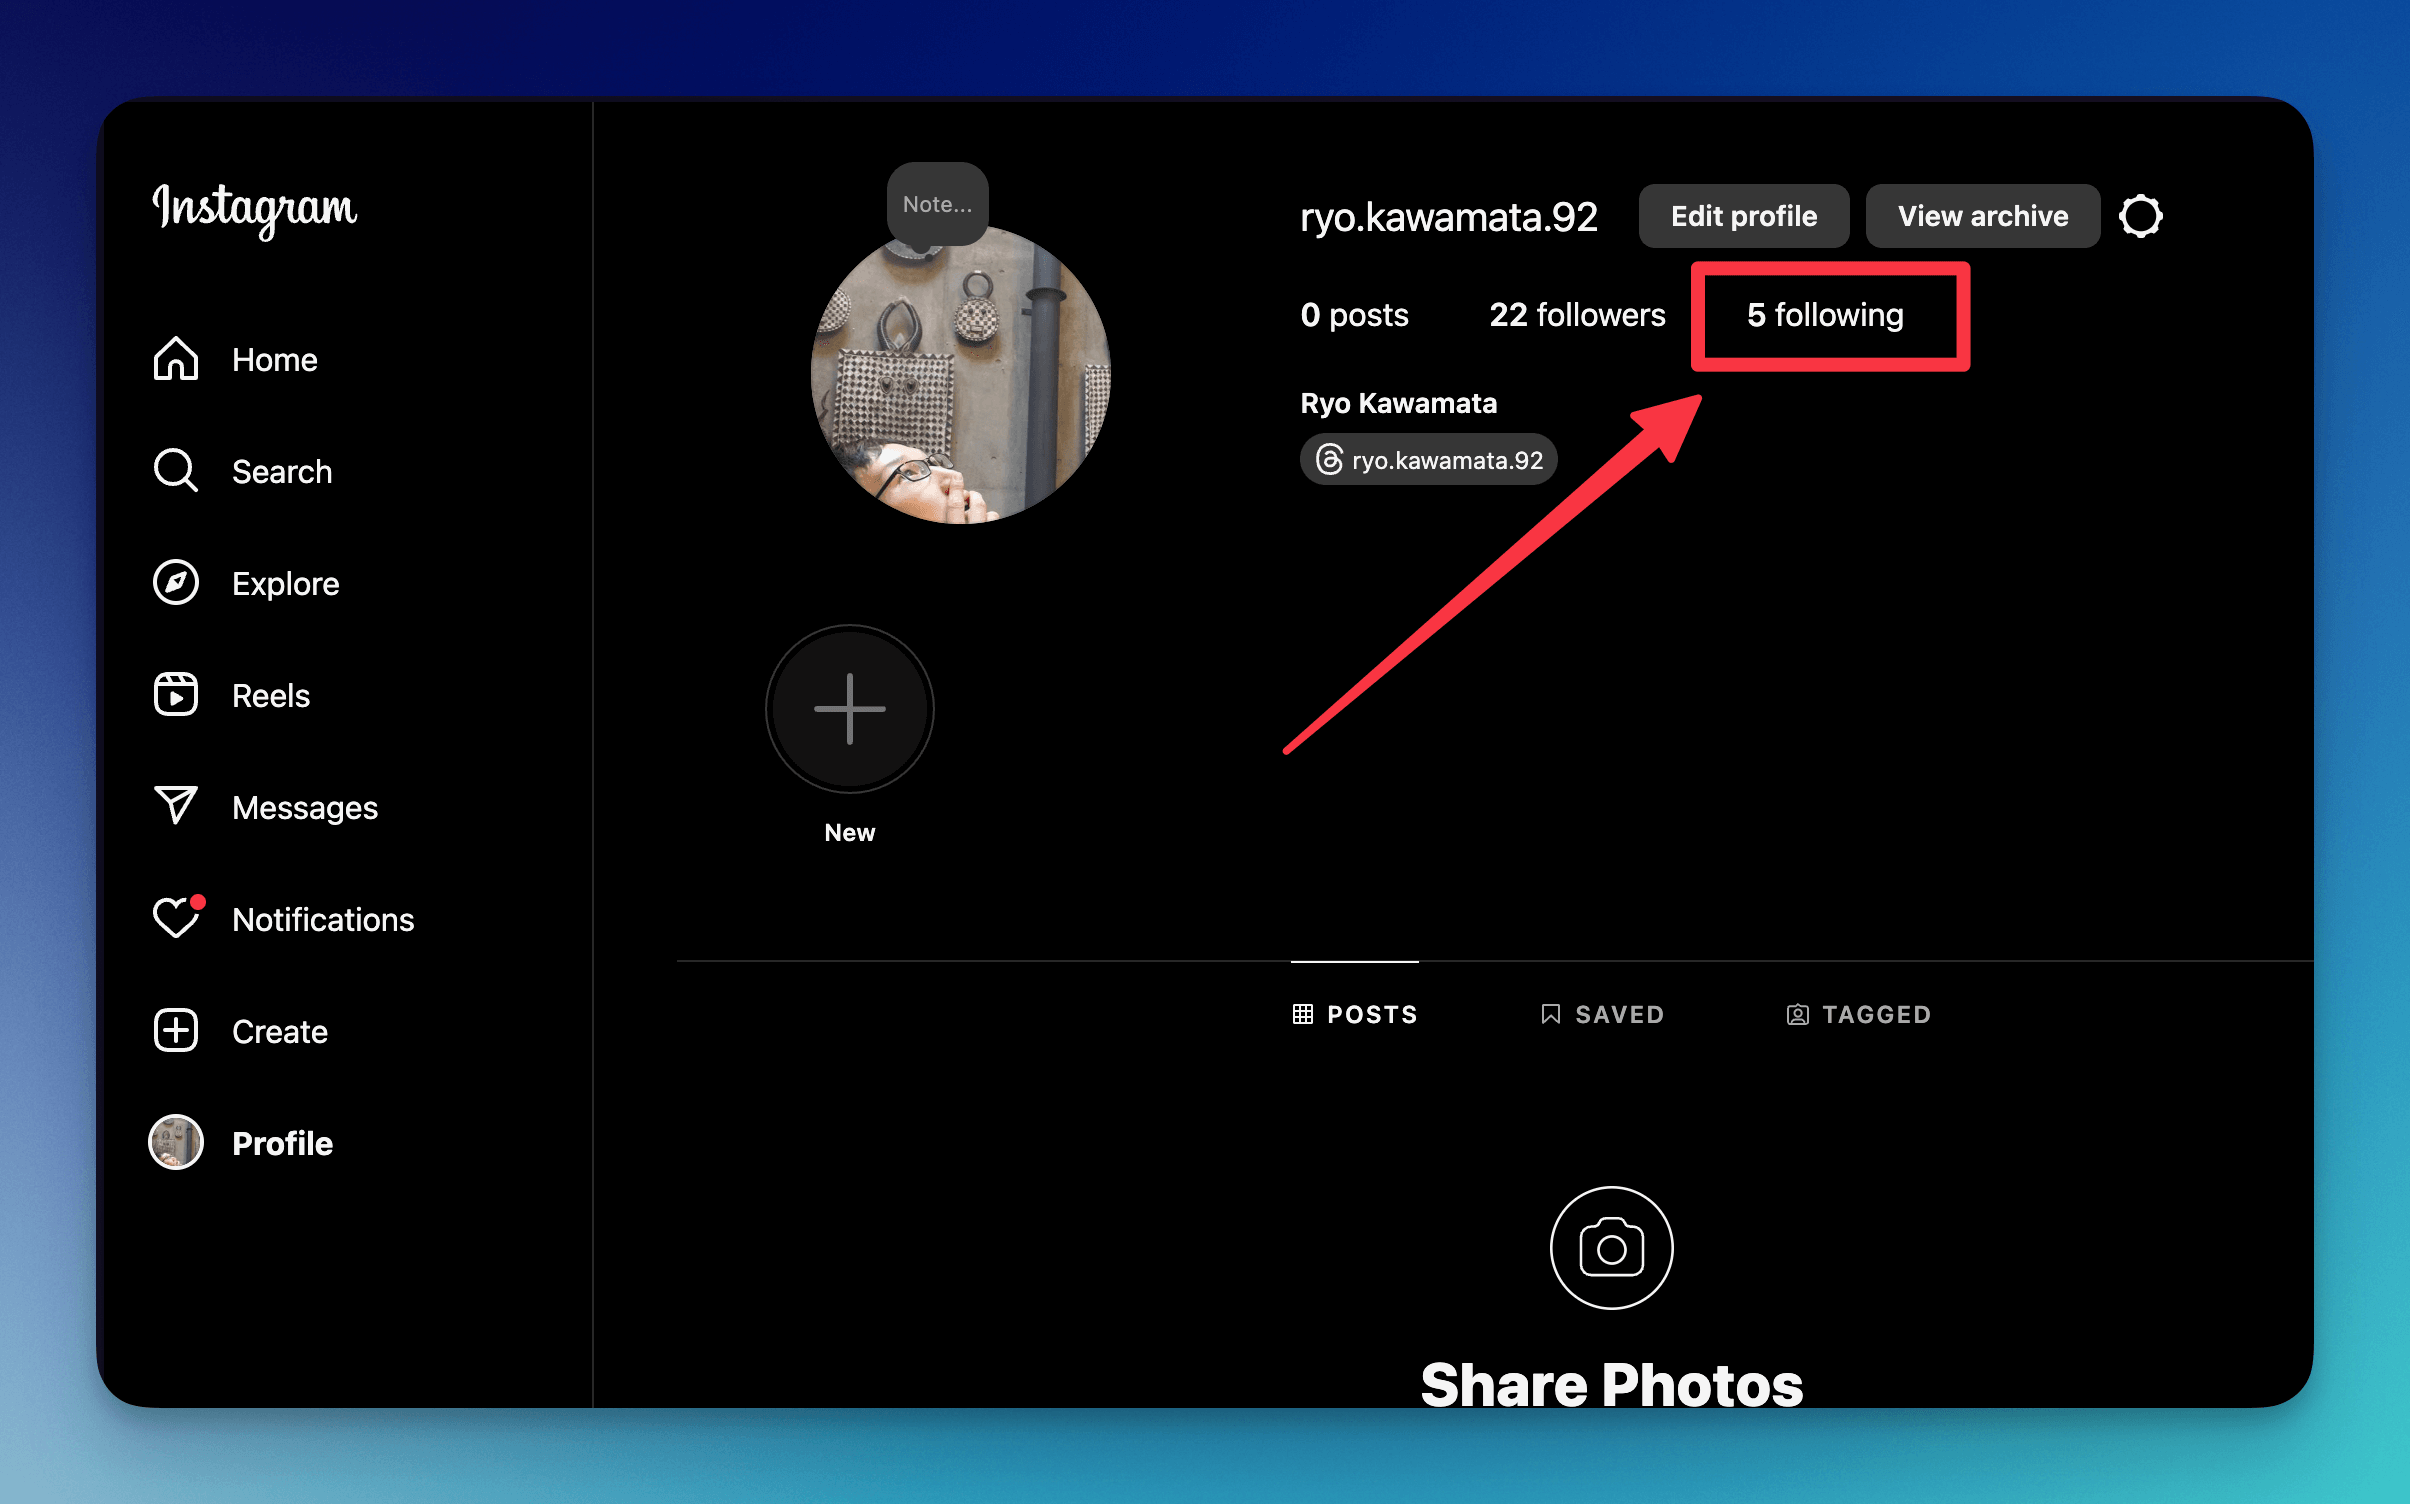 Instagram
Home
Search
Explore
Reels
Messages
Notifications
Create
Profile
Note...
ryo.kawamata.92 Edit profile View archive
0 posts 22 followers 5 following
Ryo Kawamata
ryo.kawamata.92
New
POSTS SAVED TAGGED
Share Photos